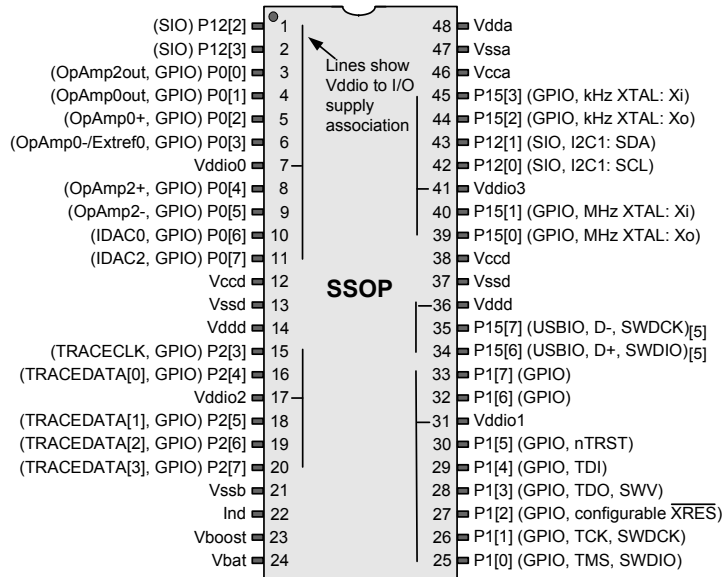 (SIO) P12[2] 1
(SIO) P12[3] 2
(OpAmp2out, GPIO) P0[0] 3
(OpAmp0out, GPIO) P0[1] 4
(OpAmp0+, GPIO) P0[2] 5
(OpAmp0-/Extref0, GPIO) P0[3] 6
Vddio0 7
(OpAmp2+, GPIO) P0[4] 8
(OpAmp2-, GPIO) P0[5] 9
(IDAC0, GPIO) P0[6] 10
(IDAC2, GPIO) P0[7] 11
Vccd 12
Vssd 13
Vddd 14
(TRACECLK, GPIO) P2[3] 15
(TRACEDATA[0], GPIO) P2[4] 16
Vddio2 17
(TRACEDATA[1], GPIO) P2[5] 18
(TRACEDATA[2], GPIO) P2[6] 19
(TRACEDATA[3], GPIO) P2[7] 20
Vssb 21
Ind 22
Vboost 23
Vbat 24
Lines show
Vddio to I/O
supply
association
SSOP
48 Vdda
47 Vssa
46 Vcca
45 P15[3] (GPIO, kHz XTAL: Xi)
44 P15[2] (GPIO, kHz XTAL: Xo)
43 P12[1] (SIO, I2C1: SDA)
42 P12[0] (SIO, I2C1: SCL)
41 Vddio3
40 P15[1] (GPIO, MHz XTAL: Xi)
39 P15[0] (GPIO, MHz XTAL: Xo)
38 Vccd
37 Vssd
36 Vddd
35 P15[7] (USBIO, D-, SWDCK)[5]
34 P15[6] (USBIO, D+, SWDIO)[5]
33 P1[7] (GPIO)
32 P1[6] (GPIO)
31 Vddio1
30 P1[5] (GPIO, nTRST)
29 P1[4] (GPIO, TDI)
28 P1[3] (GPIO, TDO, SWV)
27 P1[2] (GPIO, configurable XRES)
26 P1[1] (GPIO, TCK, SWDCK)
25 P1[0] (GPIO, TMS, SWDIO)